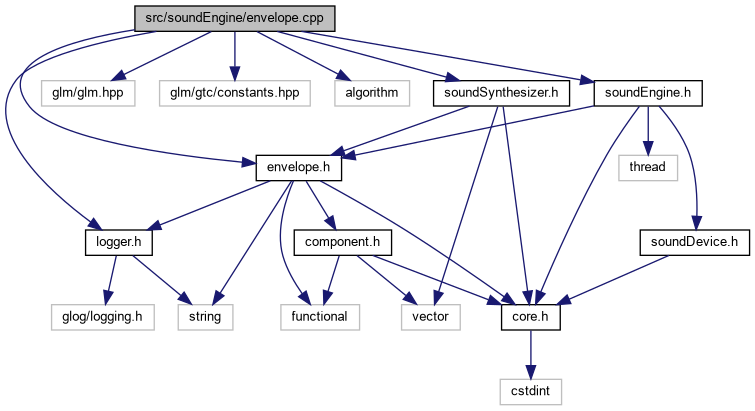 src/soundEngine/envelope.cpp
glm/glm.hpp
glm/gtc/constants.hpp
algorithm
soundSynthesizer.h
soundEngine.h
envelope.h
thread
logger.h
component.h
soundDevice.h
glog/logging.h
string
functional
vector
core.h
cstdint